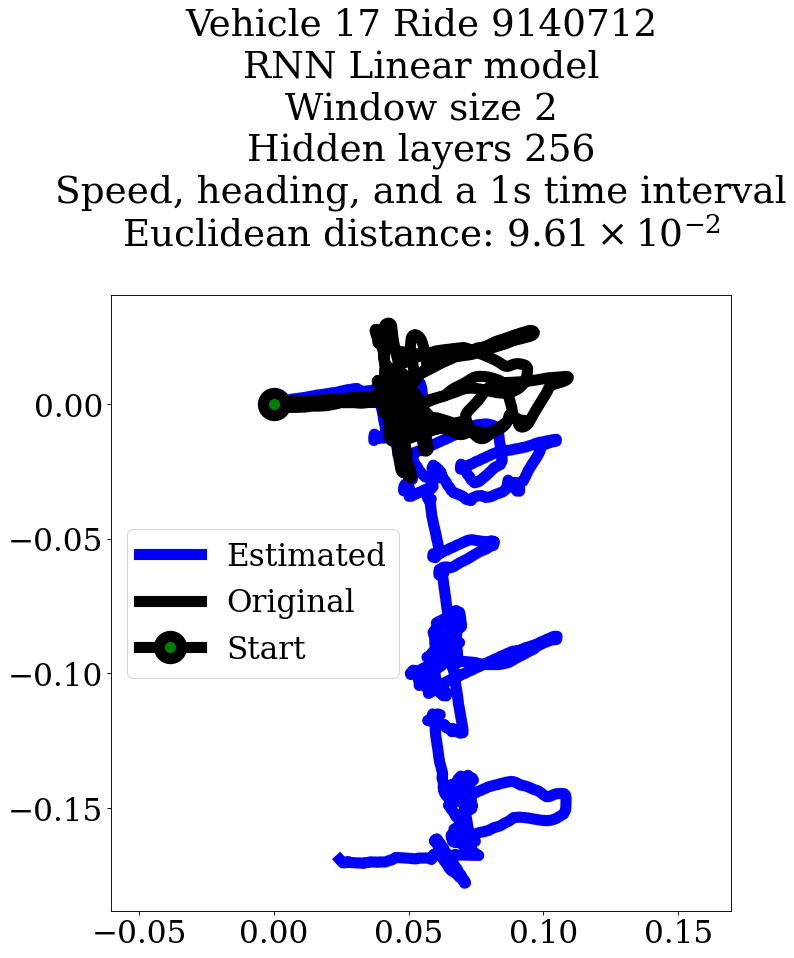 Vehicle 17 Ride 9140712
RNN Linear model
Window size 2
Hidden layers 256
Speed, heading, and a 1s time interval
Euclidean distance: 9.61 × 10⁻²
0.00
−0.05
−0.10
−0.15
Estimated
Original
Start
−0.05 0.00 0.05 0.10 0.15